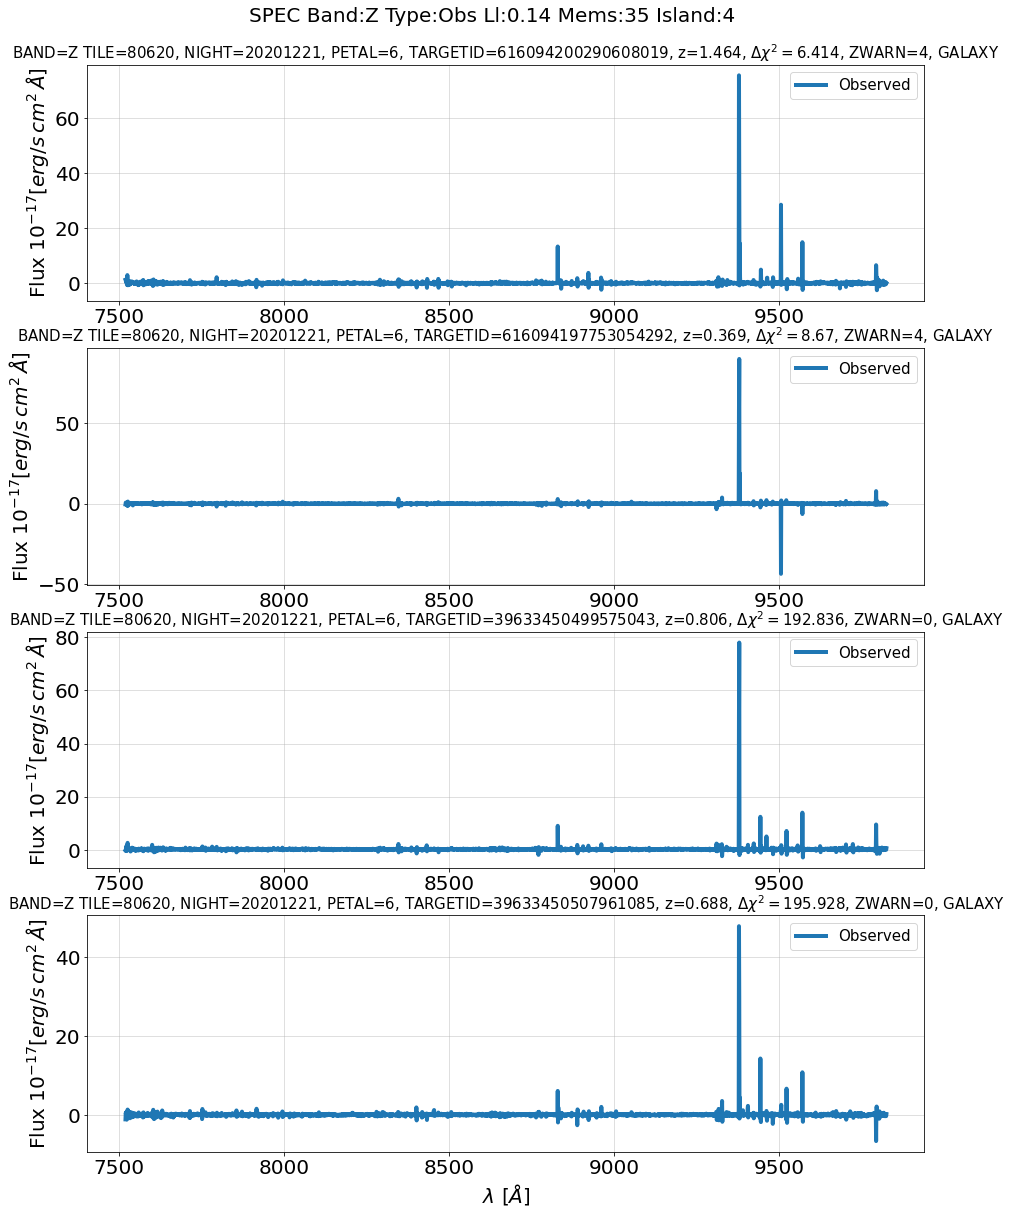 SPEC Band:Z Type:Obs Ll:0.14 Mems:35 Island:4
BAND=Z TILE=80620, NIGHT=20201221, PETAL=6, TARGETID=616094200290608019, z=1.464, Δχ² = 6.414, ZWARN=4, GALAXY
Flux 10⁻¹⁷[erg/s cm² Å]
60
40
20
0
Observed
7500 8000 8500 9000 9500
BAND=Z TILE=80620, NIGHT=20201221, PETAL=6, TARGETID=616094197753054292, z=0.369, Δχ² = 8.67, ZWARN=4, GALAXY
Flux 10⁻¹⁷[erg/s cm² Å]
50
0
−50
Observed
7500 8000 8500 9000 9500
BAND=Z TILE=80620, NIGHT=20201221, PETAL=6, TARGETID=39633450499575043, z=0.806, Δχ² = 192.836, ZWARN=0, GALAXY
Flux 10⁻¹⁷[erg/s cm² Å]
80
60
40
20
0
Observed
7500 8000 8500 9000 9500
BAND=Z TILE=80620, NIGHT=20201221, PETAL=6, TARGETID=39633450507961085, z=0.688, Δχ² = 195.928, ZWARN=0, GALAXY
Flux 10⁻¹⁷[erg/s cm² Å]
40
20
0
Observed
7500 8000 8500 9000 9500
λ [Å]